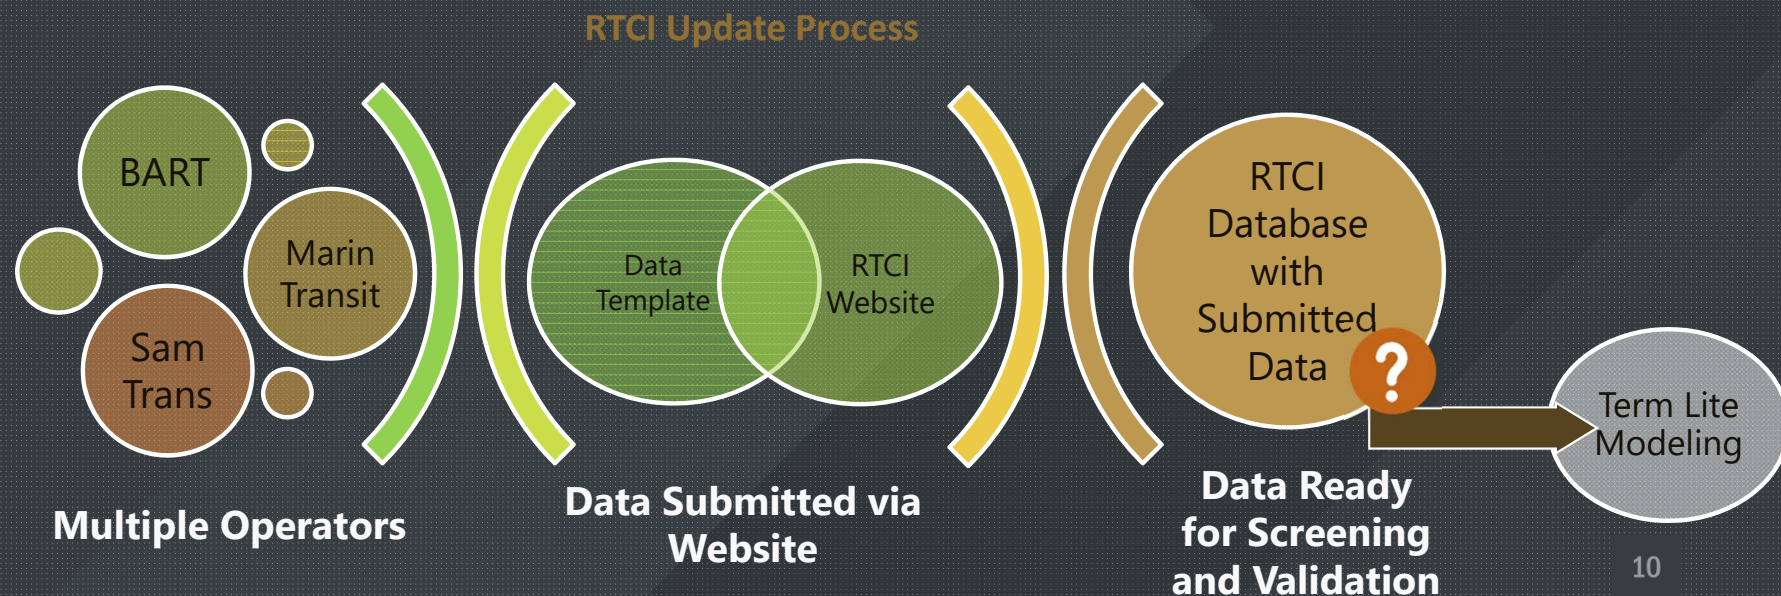 RTCI Update Process
BART
Marin
Transit
Sam
Trans
Multiple Operators
Data
Template
RTCI
Website
Data Submitted via
Website
RTCI
Database
with
Submitted
Data
?
Data Ready
for Screening
and Validation
Term Lite
Modeling
10